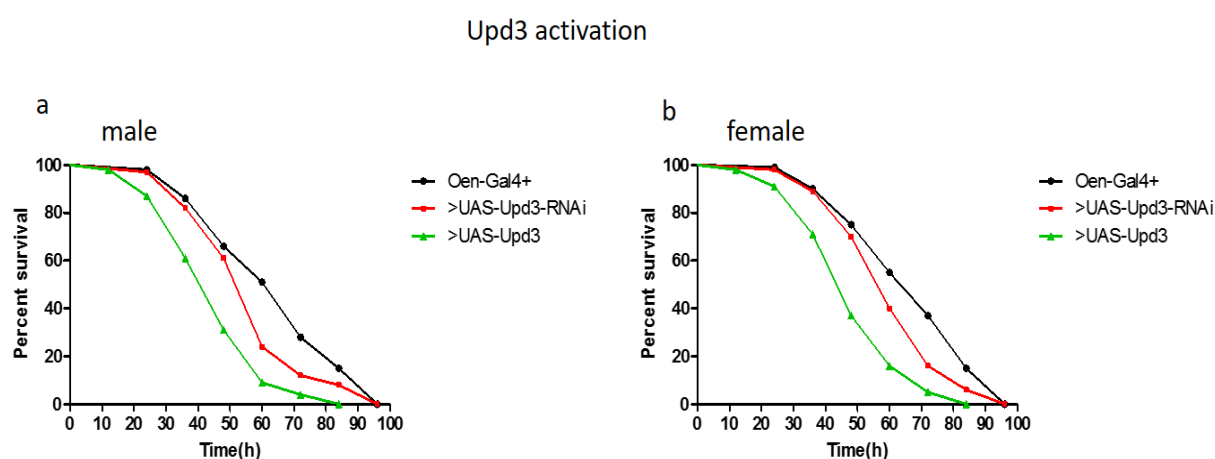 Upd3 activation
a
male
100
80
60
40
20
0
Percent survival
0 10 20 30 40 50 60 70 80 90 100
Time(h)
Oen-Gal4+
>UAS-Upd3-RNAi
>UAS-Upd3
b
female
100
80
60
40
20
0
Percent survival
0 10 20 30 40 50 60 70 80 90 100
Time(h)
Oen-Gal4+
>UAS-Upd3-RNAi
>UAS-Upd3